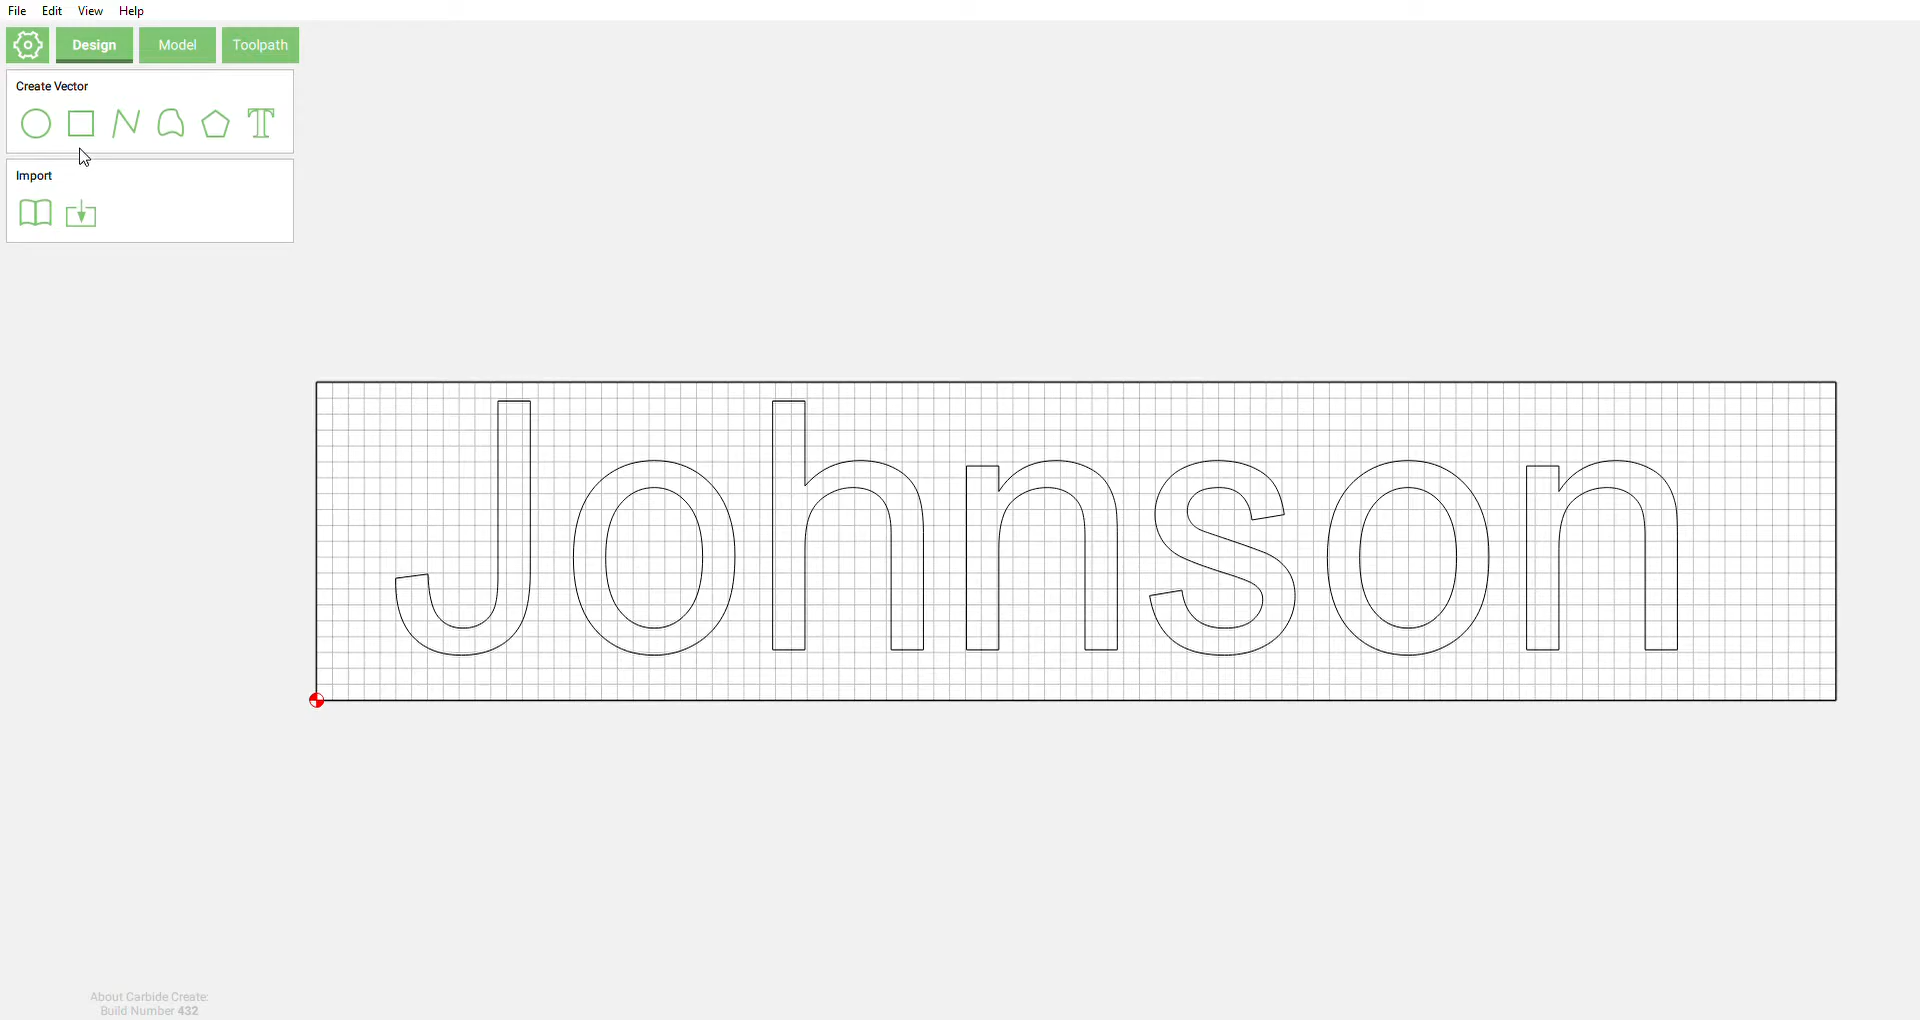 File Edit View Help
Design Model Toolpath
Create Vector
T
Import
Johnson
About Carbide Create:
Build Number 432